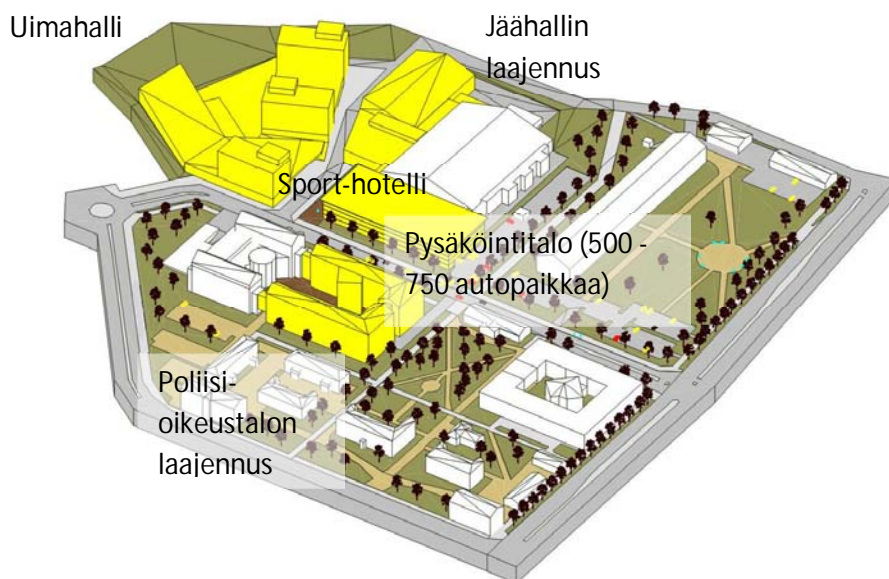 Uimahalli
Jäähallin
laajennus
Sport-hotelli
Pysäköintitalo (500 -
750 autopaikkaa)
Poliisi-
oikeustalon
laajennus